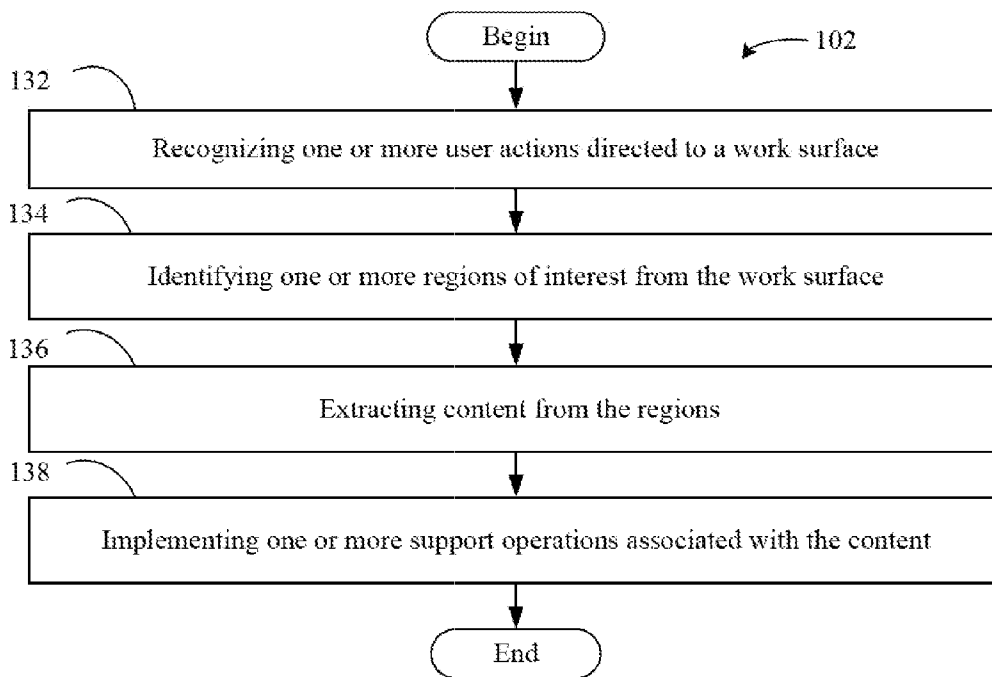 Begin
102
132
Recognizing one or more user actions directed to a work surface
134
Identifying one or more regions of interest from the work surface
136
Extracting content from the regions
138
Implementing one or more support operations associated with the content
End